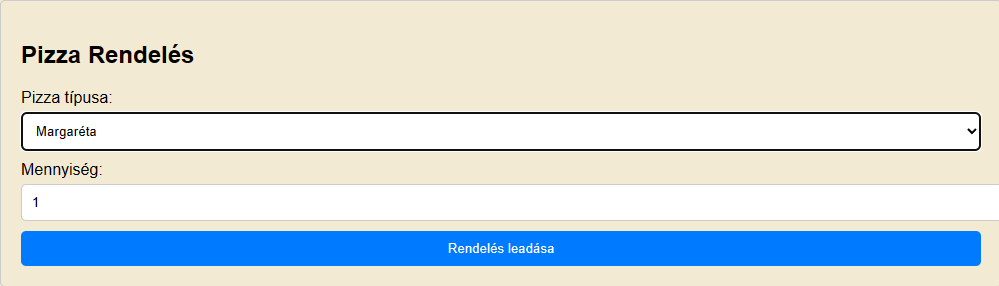 Pizza Rendelés
Pizza típusa:
Margaréta
Mennyiség:
1
Rendelés leadása